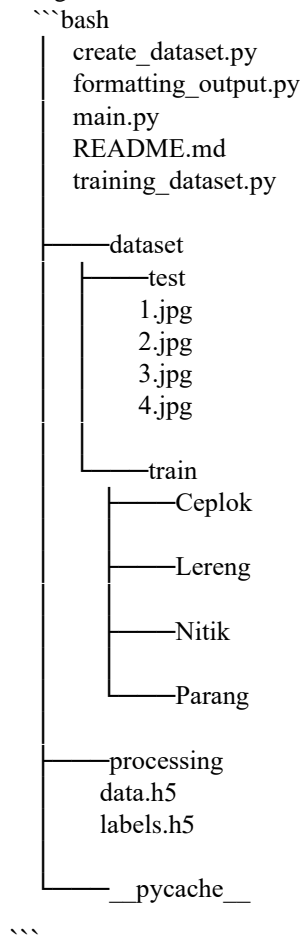 ```bash
create_dataset.py
formatting_output.py
main.py
README.md
training_dataset.py
dataset
test
1.jpg
2.jpg
3.jpg
4.jpg
train
Ceplok
Lereng
Nitik
Parang
processing
data.h5
labels.h5
__pycache__
```